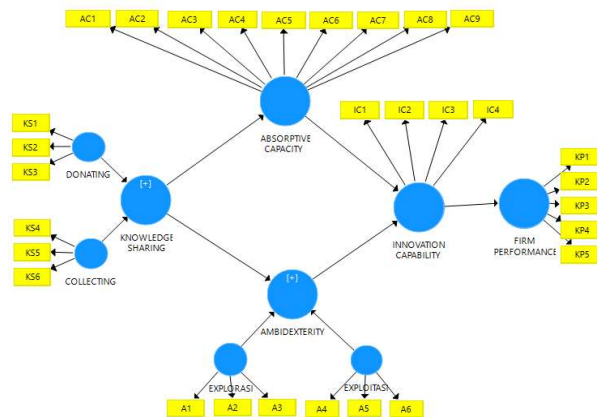 AC1
AC2
AC3
AC4
AC5
AC6
AC7
AC8
AC9
ABSORPTIVE
CAPACITY
IC1
IC2
IC3
IC4
KS1
KS2
KS3
DONATING
[+]
KNOWLEDGE
SHARING
KS4
KS5
KS6
COLLECTING
INNOVATION
CAPABILITY
FIRM
PERFORMANCE
KP1
KP2
KP3
KP4
KP5
[+]
AMBIDEXTERITY
EXPLORASI
EXPLOITASI
A1
A2
A3
A4
A5
A6